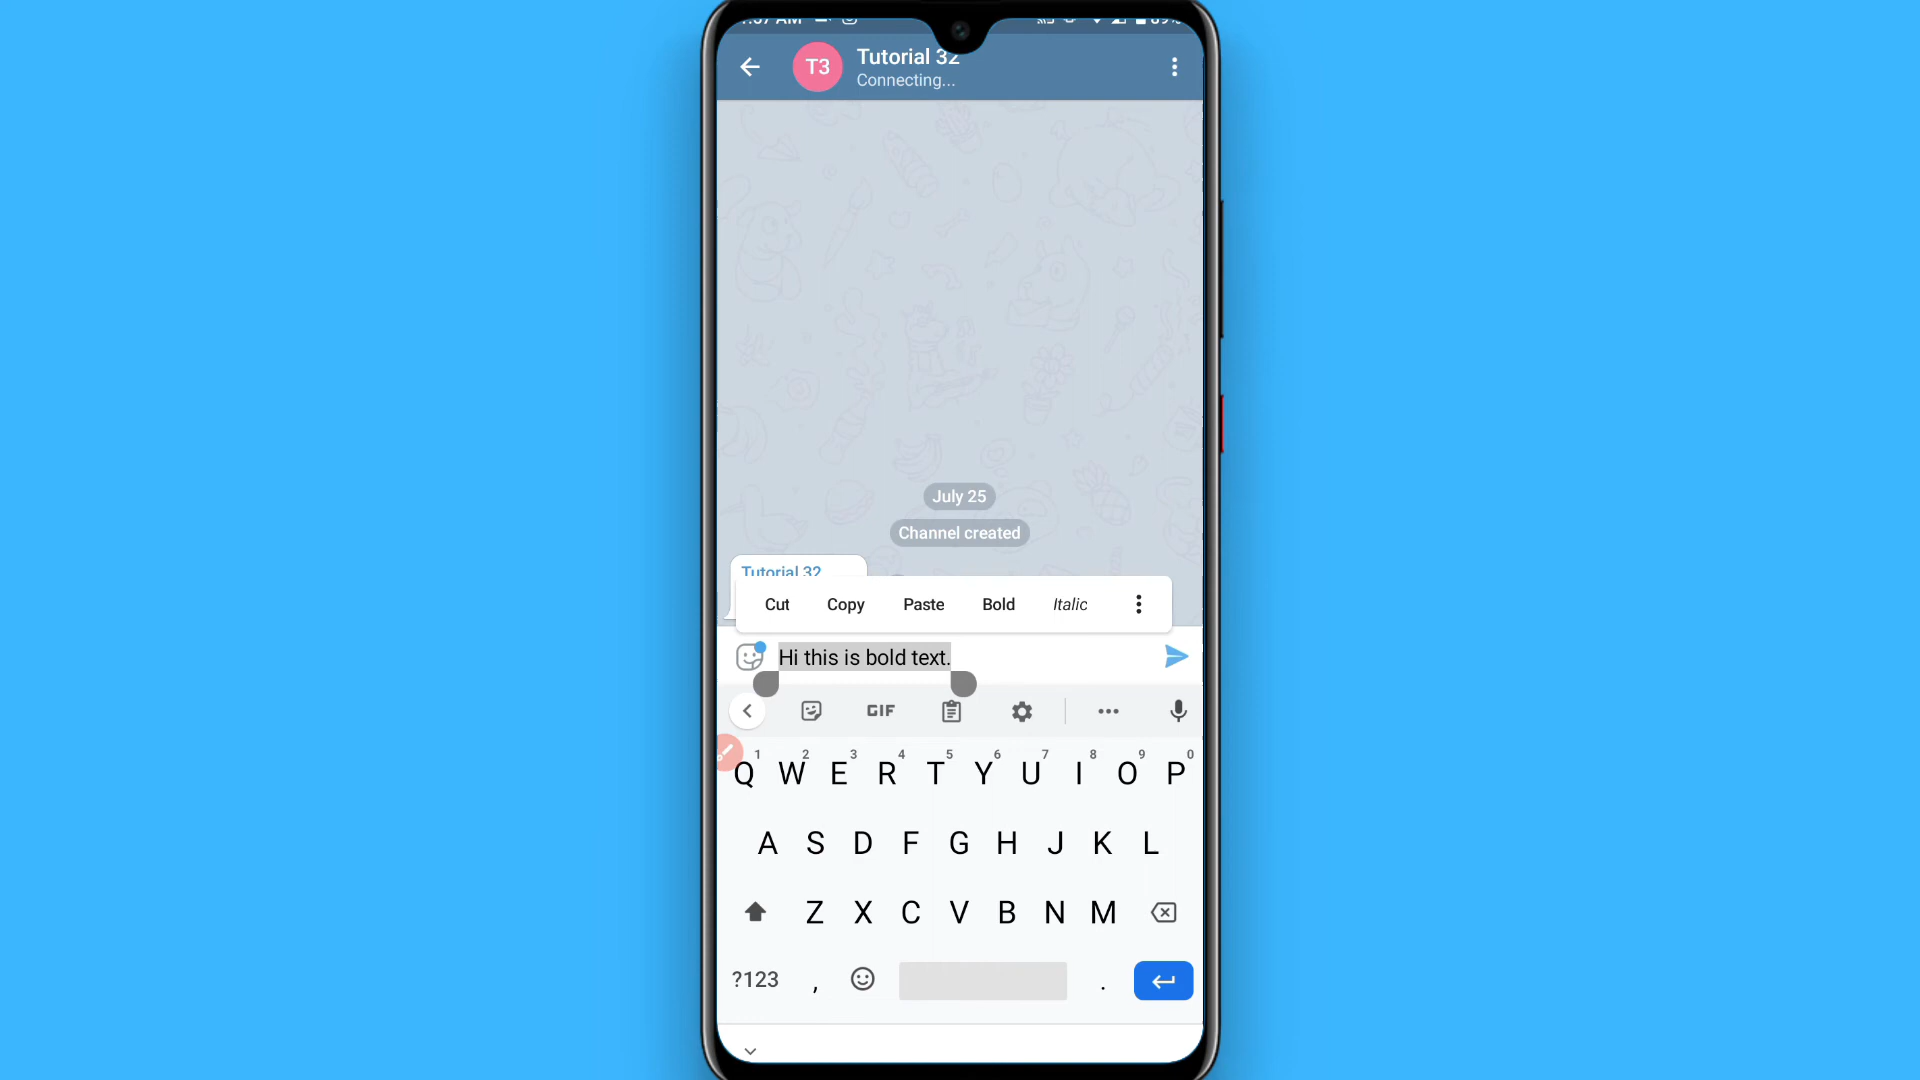 Tutorial 32
T3
Connecting...
July 25
Channel created
Tutorial 32
Cut Copy Paste Bold Italic
Hi this is bold text.
GIF
1 2 3 4 5 6 7 8 9 0
Q W E R T Y U I O P
A S D F G H J K L
Z X C V B N M
?123 , .